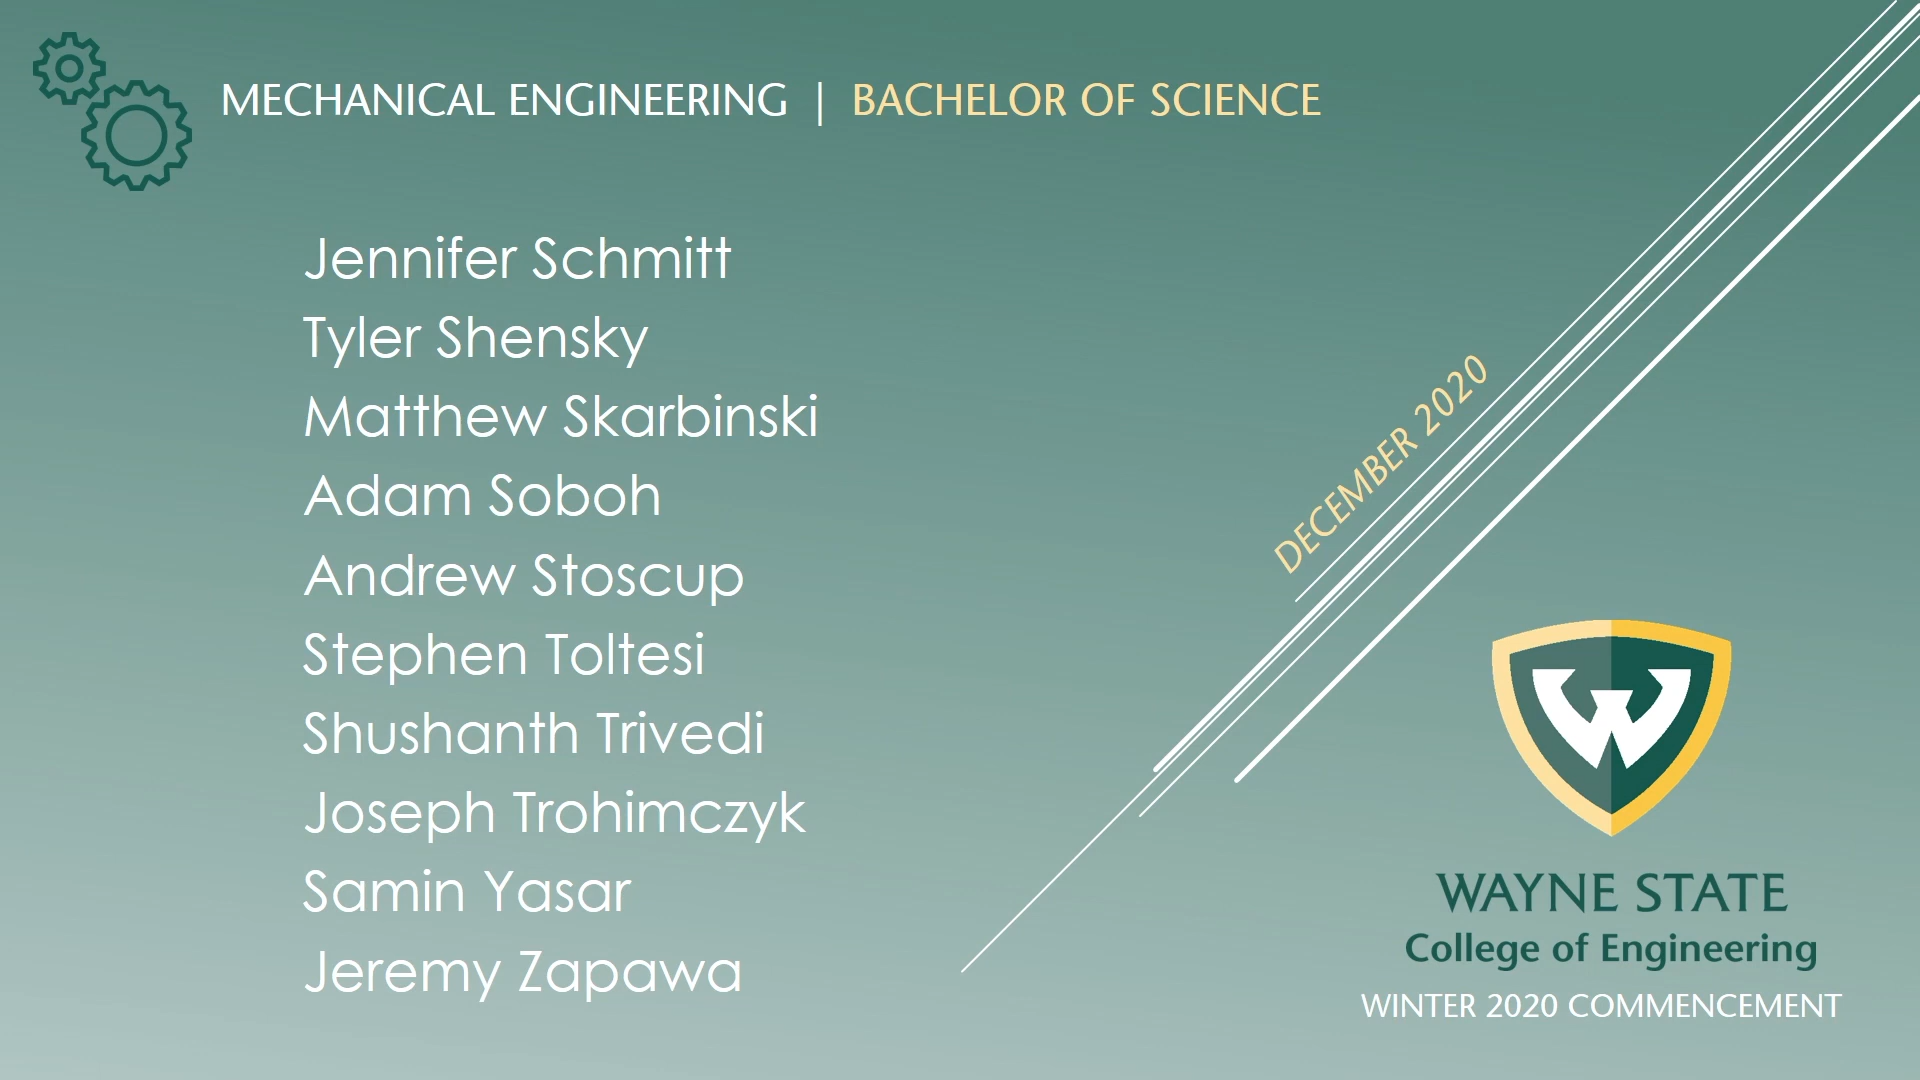 MECHANICAL ENGINEERING | BACHELOR OF SCIENCE
Jennifer Schmitt
Tyler Shensky
Matthew Skarbinski
Adam Soboh
Andrew Stoscup
Stephen Toltesi
Shushanth Trivedi
Joseph Trohimczyk
Samin Yasar
Jeremy Zapawa
DECEMBER 2020
W
WAYNE STATE
College of Engineering
WINTER 2020 COMMENCEMENT